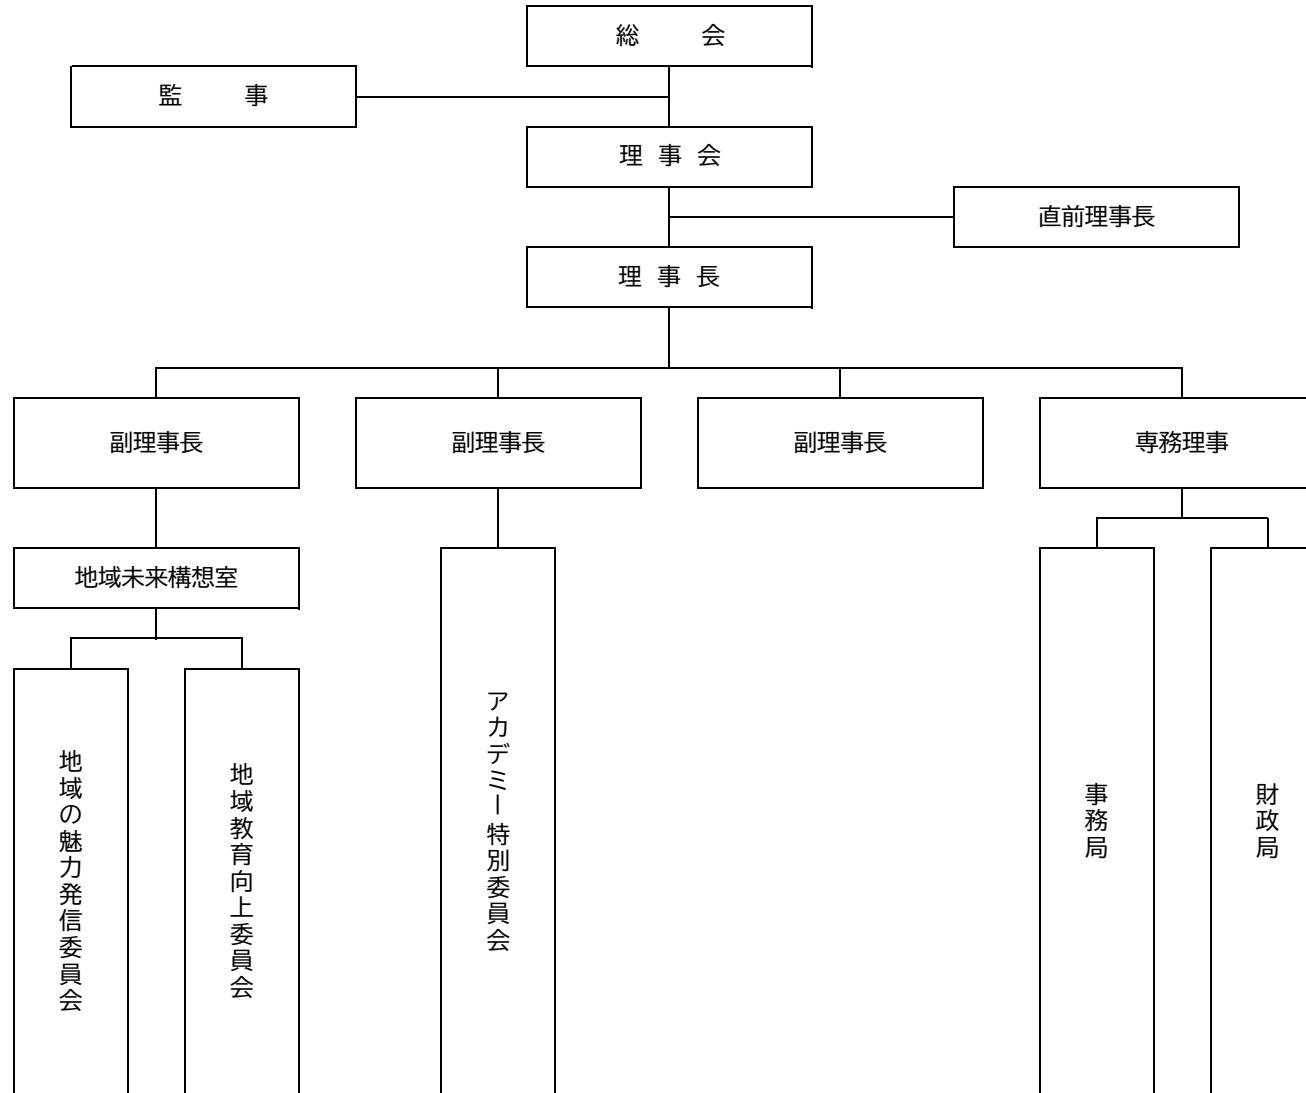 総　会
監　事
理 事 会
直前理事長
理 事 長
副理事長
副理事長
副理事長
専務理事
地域未来構想室
地域の魅力発信委員会
地域教育向上委員会
アカデミー特別委員会
事務局
財政局